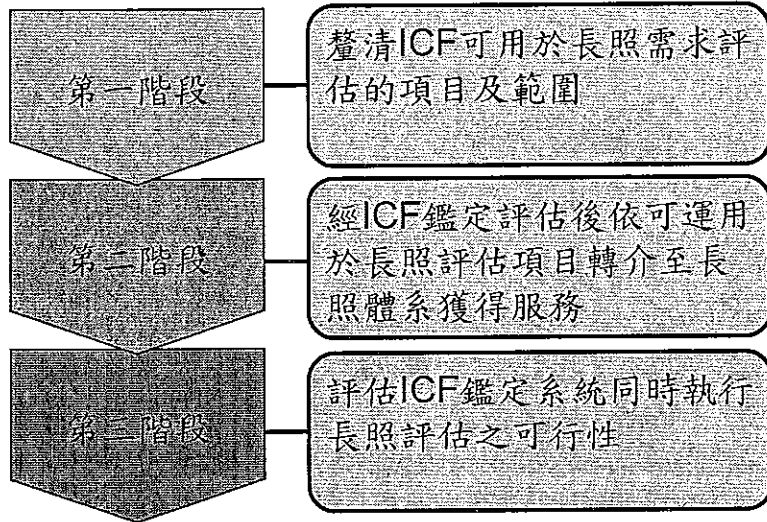 第一階段
釐清ICF可用於長照需求評
估的項目及範圍
第二階段
經ICF鑑定評估後依可運用
於長照評估項目轉介至長
照體系獲得服務
第三階段
評估ICF鑑定系統同時執行
長照評估之可行性